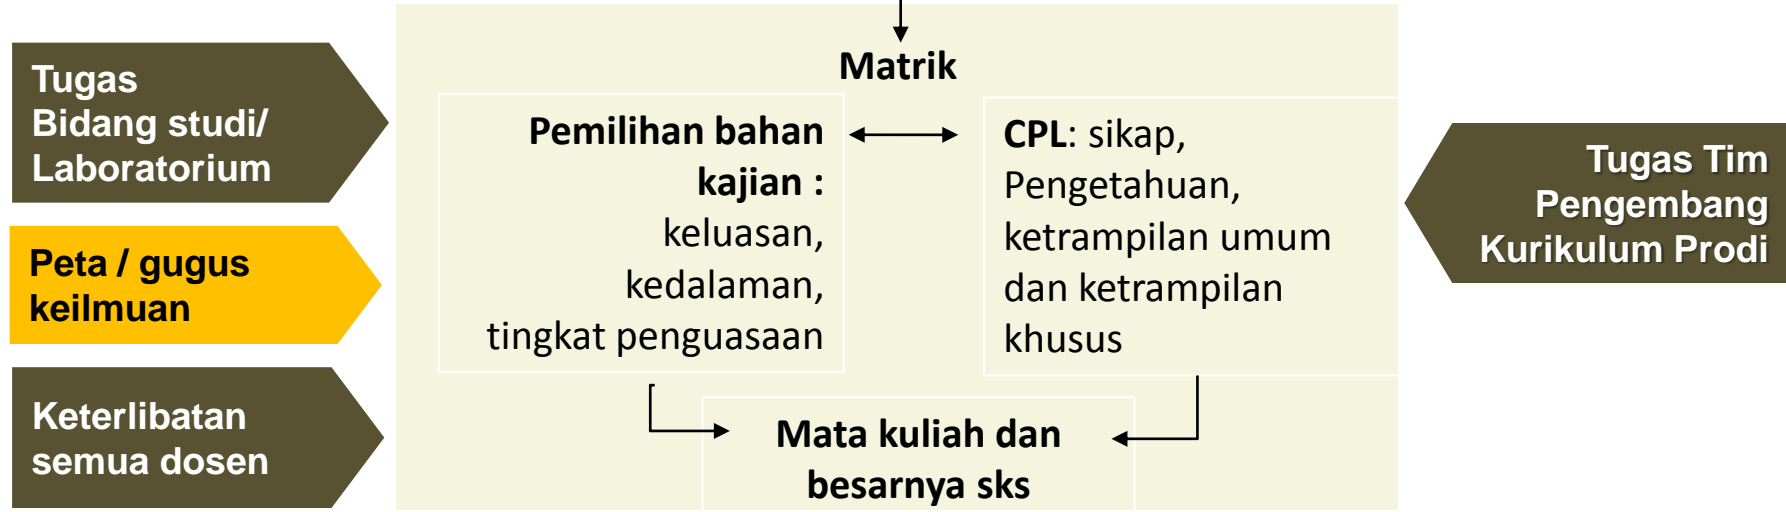 Matrik
Tugas
Bidang studi/
Laboratorium
Peta / gugus
keilmuan
Keterlibatan
semua dosen
Pemilihan bahan
kajian :
keluasan,
kedalaman,
tingkat penguasaan
CPL: sikap,
Pengetahuan,
ketrampilan umum
dan ketrampilan
khusus
Mata kuliah dan
besarnya sks
Tugas Tim
Pengembang
Kurikulum Prodi